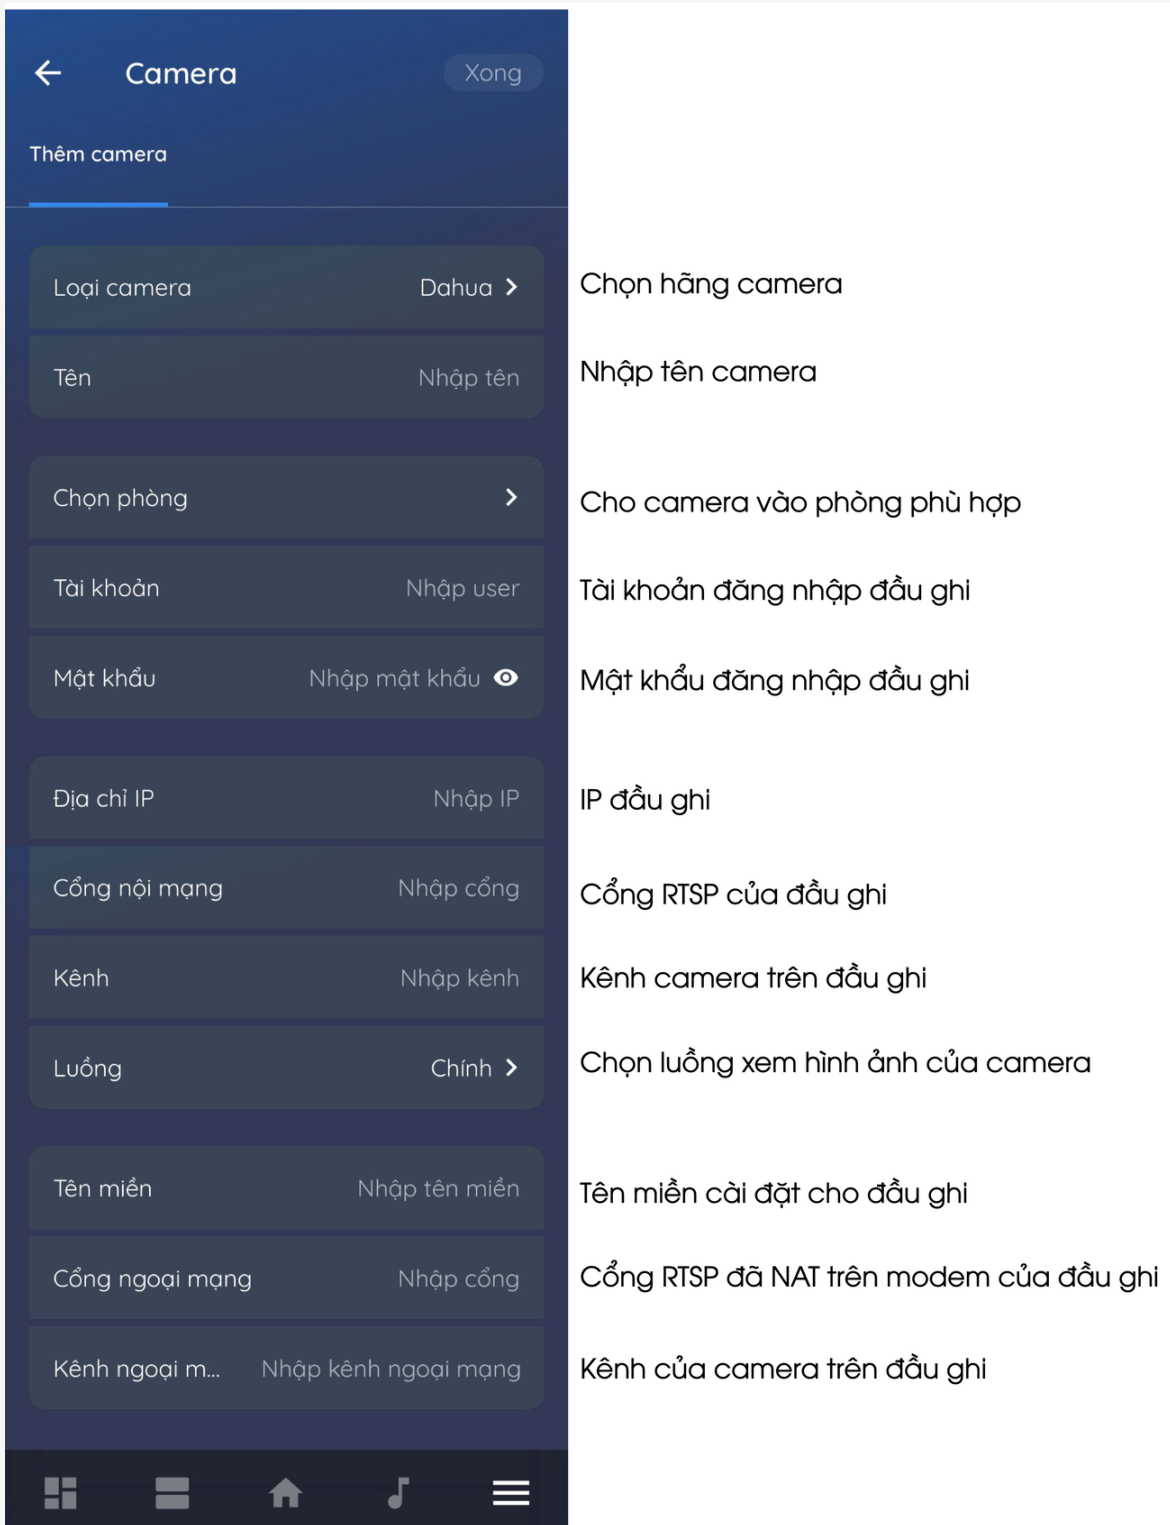 Camera Xong
Thêm camera
Loại camera Dahua Chọn hãng camera
Tên Nhập tên Nhập tên camera
Chọn phòng Cho camera vào phòng phù hợp
Tài khoản Nhập user Tài khoản đăng nhập đầu ghi
Mật khẩu Nhập mật khẩu Mật khẩu đăng nhập đầu ghi
Địa chỉ IP Nhập IP IP đầu ghi
Cổng nội mạng Nhập cổng Cổng RTSP của đầu ghi
Kênh Nhập kênh Kênh camera trên đầu ghi
Luồng Chính Chọn luồng xem hình ảnh của camera
Tên miền Nhập tên miền Tên miền cài đặt cho đầu ghi
Cổng ngoại mạng Nhập cổng Cổng RTSP đã NAT trên modem của đầu ghi
Kênh ngoại m... Nhập kênh ngoại mạng Kênh của camera trên đầu ghi